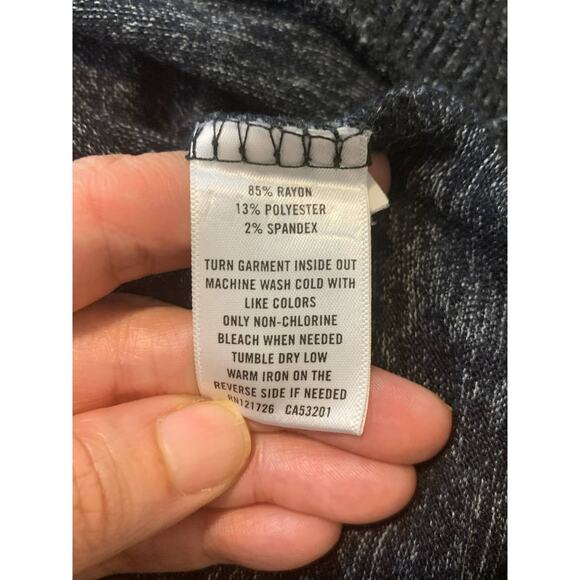 85% RAYON
13% POLYESTER
2% SPANDEX
TURN GARMENT INSIDE OUT
MACHINE WASH COLD WITH
LIKE COLORS
ONLY NON-CHLORINE
BLEACH WHEN NEEDED
TUMBLE DRY LOW
WARM IRON ON THE
REVERSE SIDE IF NEEDED
RN121726 CA53201